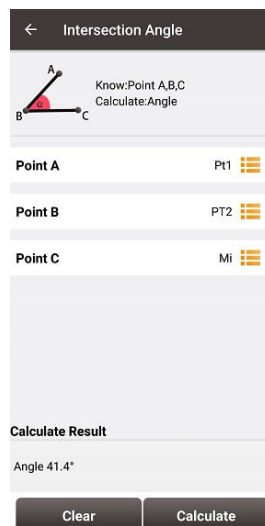 ← Intersection Angle
A
Know:Point A,B,C
Calculate:Angle
α
B
C
Point A Pt1
Point B PT2
Point C Mi
Calculate Result
Angle 41.4°
Clear Calculate